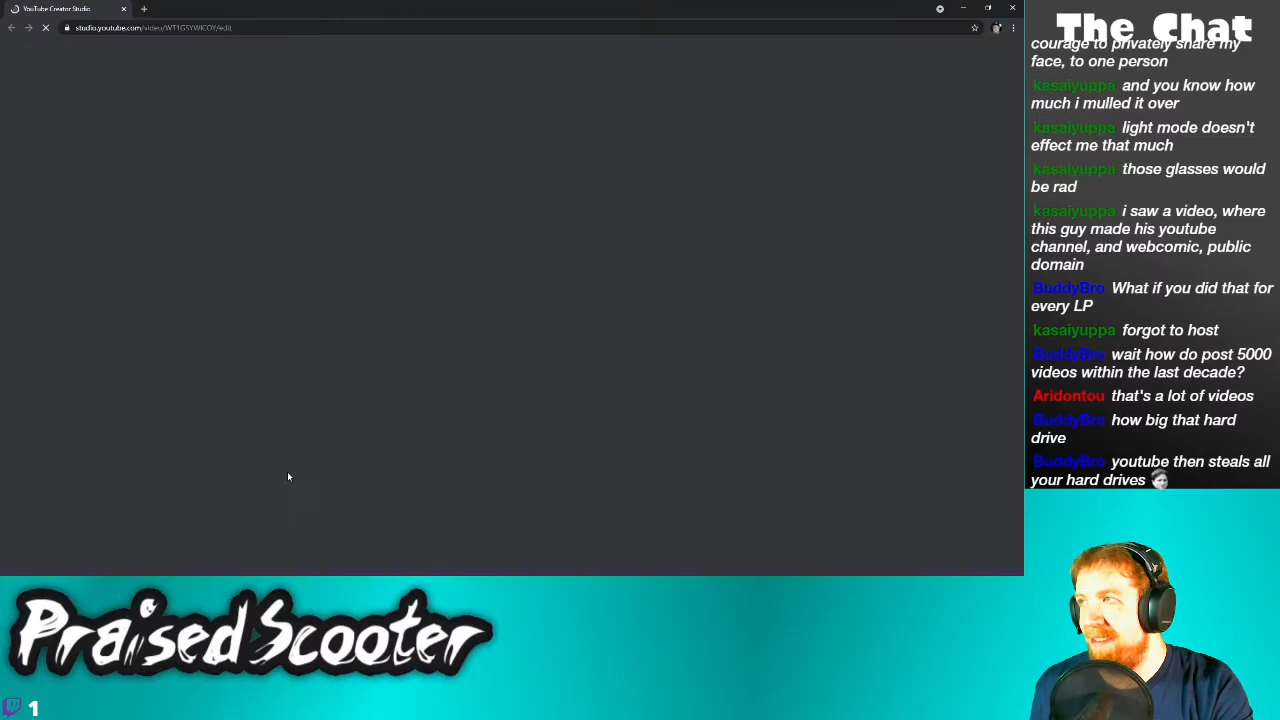 YouTube Creator Studio
studio.youtube.com/video/WT1GSYWlCOY/edit
The Chat
courage to privately share my
face, to one person
kasaiyuppa and you know how
much i mulled it over
kasaiyuppa light mode doesn't
effect me that much
kasaiyuppa those glasses would
be rad
kasaiyuppa i saw a video, where
this guy made his youtube
channel, and webcomic, public
domain
BuddyBro What if you did that for
every LP
kasaiyuppa forgot to host
BuddyBro wait how do post 5000
videos within the last decade?
Aridontou that's a lot of videos
BuddyBro how big that hard
drive
BuddyBro youtube then steals all
your hard drives
PraisedScooter
1